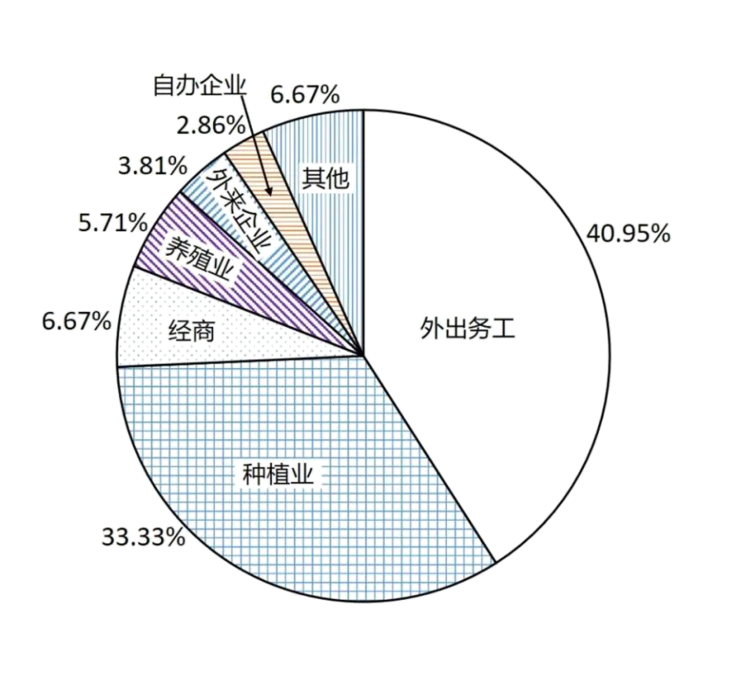 自办企业
6.67%
2.86%
3.81%
其他
外来企业
5.71%
40.95%
养殖业
6.67%
经商
外出务工
种植业
33.33%